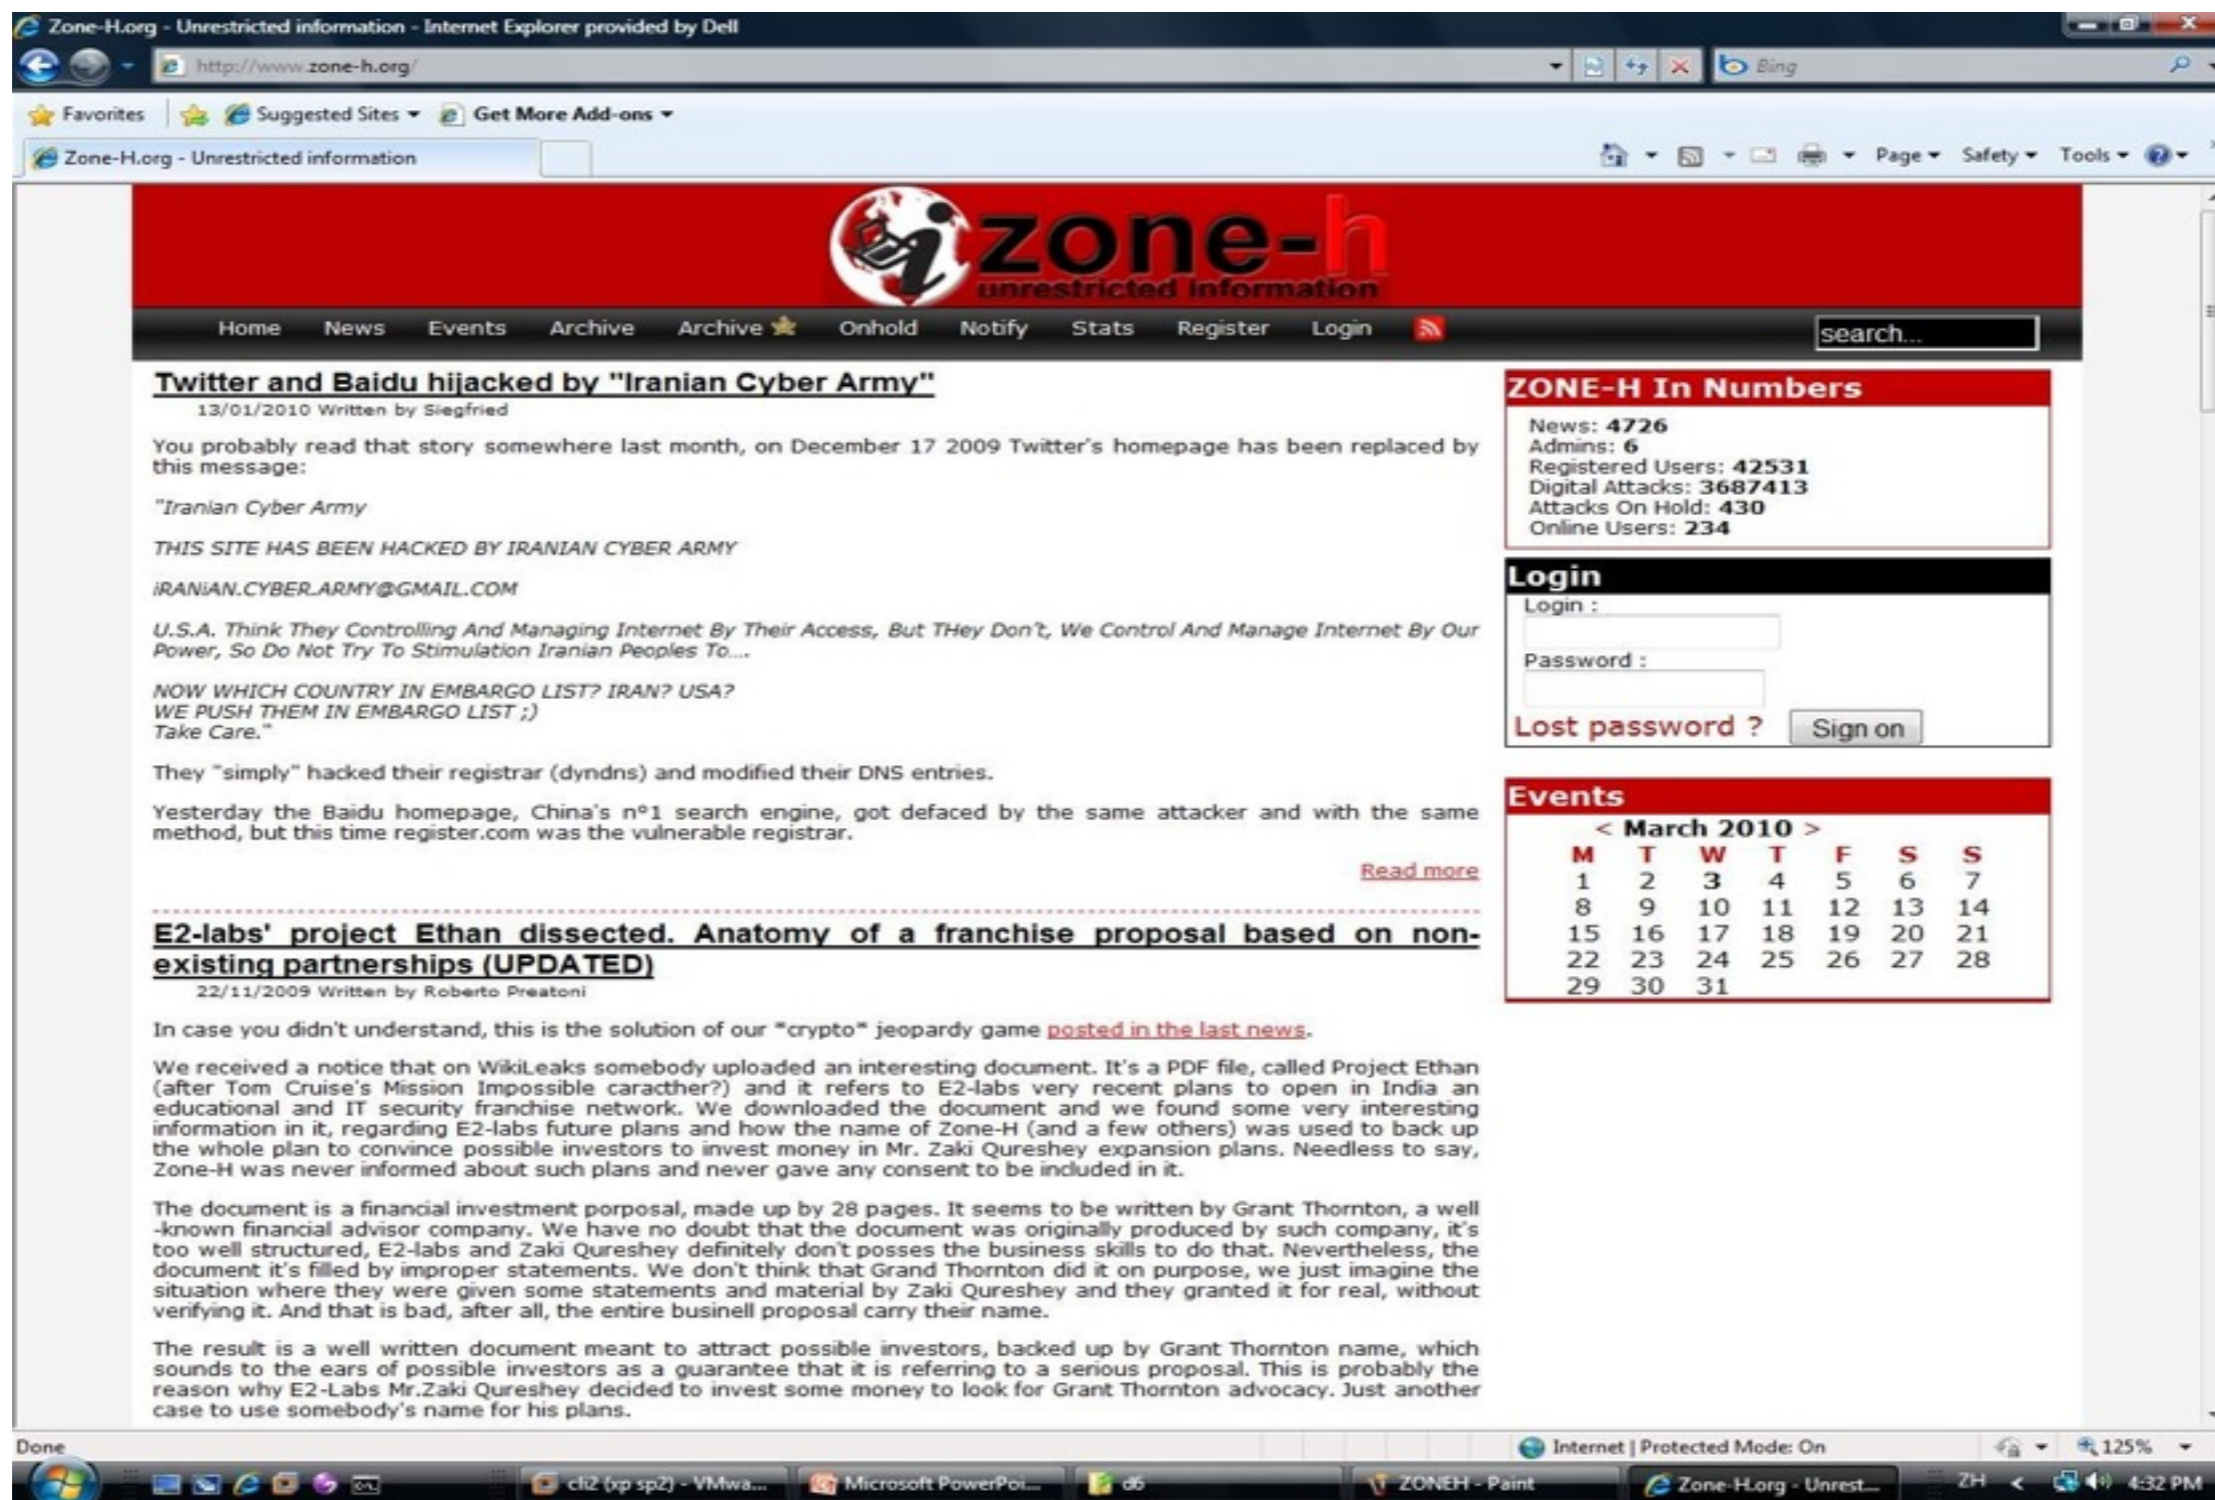 Zone-H.org - Unrestricted information - Internet Explorer provided by Dell
http://www.zone-h.org/
Bing
Favorites Suggested Sites Get More Add-ons
Zone-H.org - Unrestricted information
Page Safety Tools
zone-h
unrestricted information
Home News Events Archive Archive Onhold Notify Stats Register Login
search...
Twitter and Baidu hijacked by "Iranian Cyber Army"
13/01/2010 Written by Siegfried
You probably read that story somewhere last month, on December 17 2009 Twitter's homepage has been replaced by
this message:
"Iranian Cyber Army
THIS SITE HAS BEEN HACKED BY IRANIAN CYBER ARMY
iRANiAN.CYBER.ARMY@GMAIL.COM
U.S.A. Think They Controlling And Managing Internet By Their Access, But THey Don't, We Control And Manage Internet By Our
Power, So Do Not Try To Stimulation Iranian Peoples To....
NOW WHICH COUNTRY IN EMBARGO LIST? IRAN? USA?
WE PUSH THEM IN EMBARGO LIST ;)
Take Care."
They "simply" hacked their registrar (dyndns) and modified their DNS entries.
Yesterday the Baidu homepage, China's nº1 search engine, got defaced by the same attacker and with the same
method, but this time register.com was the vulnerable registrar.
Read more
E2-labs' project Ethan dissected. Anatomy of a franchise proposal based on non-
existing partnerships (UPDATED)
22/11/2009 Written by Roberto Preatoni
In case you didn't understand, this is the solution of our *crypto* jeopardy game posted in the last news.
We received a notice that on WikiLeaks somebody uploaded an interesting document. It's a PDF file, called Project Ethan
(after Tom Cruise's Mission Impossible caracther?) and it refers to E2-labs very recent plans to open in India an
educational and IT security franchise network. We downloaded the document and we found some very interesting
information in it, regarding E2-labs future plans and how the name of Zone-H (and a few others) was used to back up
the whole plan to convince possible investors to invest money in Mr. Zaki Qureshey expansion plans. Needless to say,
Zone-H was never informed about such plans and never gave any consent to be included in it.
The document is a financial investment porposal, made up by 28 pages. It seems to be written by Grant Thornton, a well
-known financial advisor company. We have no doubt that the document was originally produced by such company, it's
too well structured, E2-labs and Zaki Qureshey definitely don't posses the business skills to do that. Nevertheless, the
document it's filled by improper statements. We don't think that Grand Thornton did it on purpose, we just imagine the
situation where they were given some statements and material by Zaki Qureshey and they granted it for real, without
verifying it. And that is bad, after all, the entire businell proposal carry their name.
The result is a well written document meant to attract possible investors, backed up by Grant Thornton name, which
sounds to the ears of possible investors as a guarantee that it is referring to a serious proposal. This is probably the
reason why E2-Labs Mr.Zaki Qureshey decided to invest some money to look for Grant Thornton advocacy. Just another
case to use somebody's name for his plans.
ZONE-H In Numbers
News: 4726
Admins: 6
Registered Users: 42531
Digital Attacks: 3687413
Attacks On Hold: 430
Online Users: 234
Login
Login :
Password :
Lost password ? Sign on
Events
< March 2010 >
M T W T F S S
1 2 3 4 5 6 7
8 9 10 11 12 13 14
15 16 17 18 19 20 21
22 23 24 25 26 27 28
29 30 31
Done Internet | Protected Mode: On 125%
cli2 (xp sp2) - VMwa... Microsoft PowerPoi... d6 ZONEH - Paint Zone-H.org - Unrest... ZH < 4:32 PM